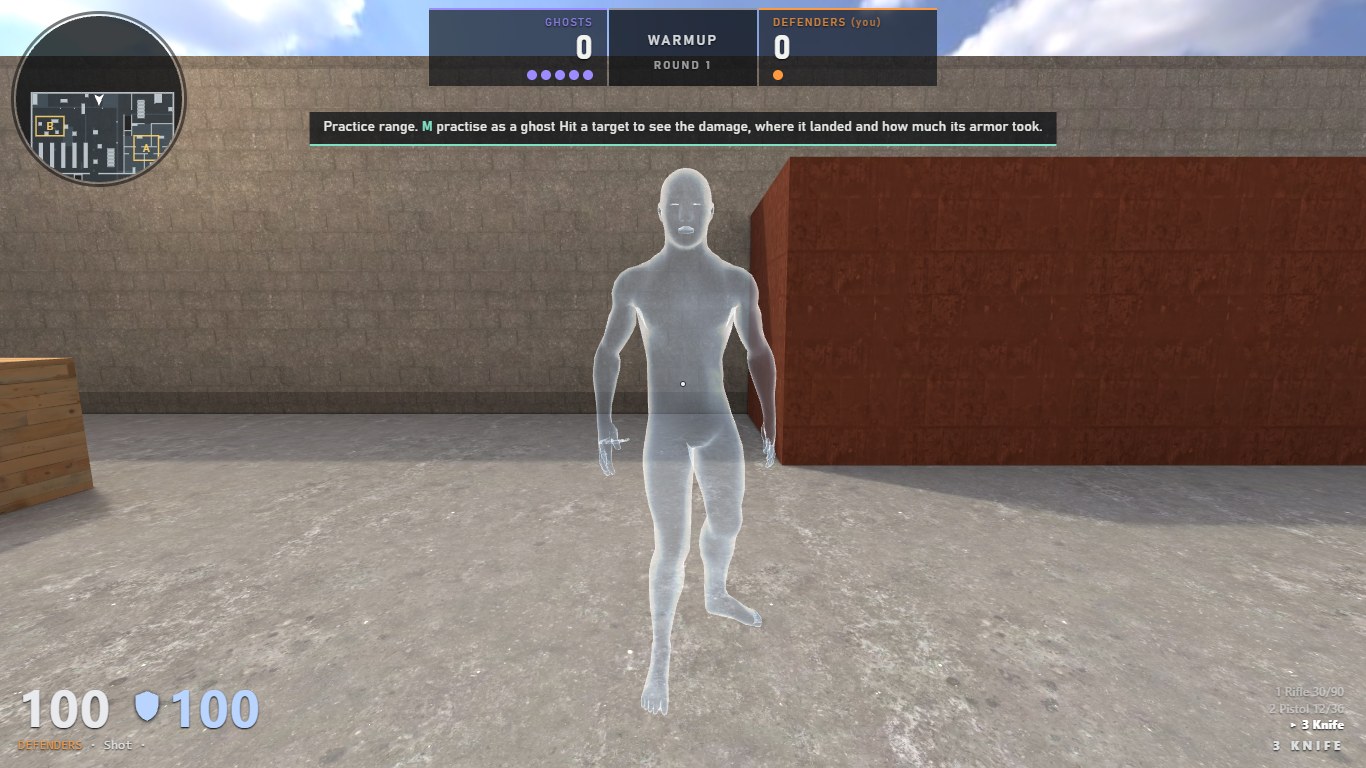 GHOSTS
0
WARMUP
ROUND 1
DEFENDERS (you)
0
B
A
Practice range. M practise as a ghost Hit a target to see the damage, where it landed and how much its armor took.
100 100
DEFENDERS · Shot ·
1 Rifle 30/90
2 Pistol 12/36
▸ 3 Knife
3 KNIFE